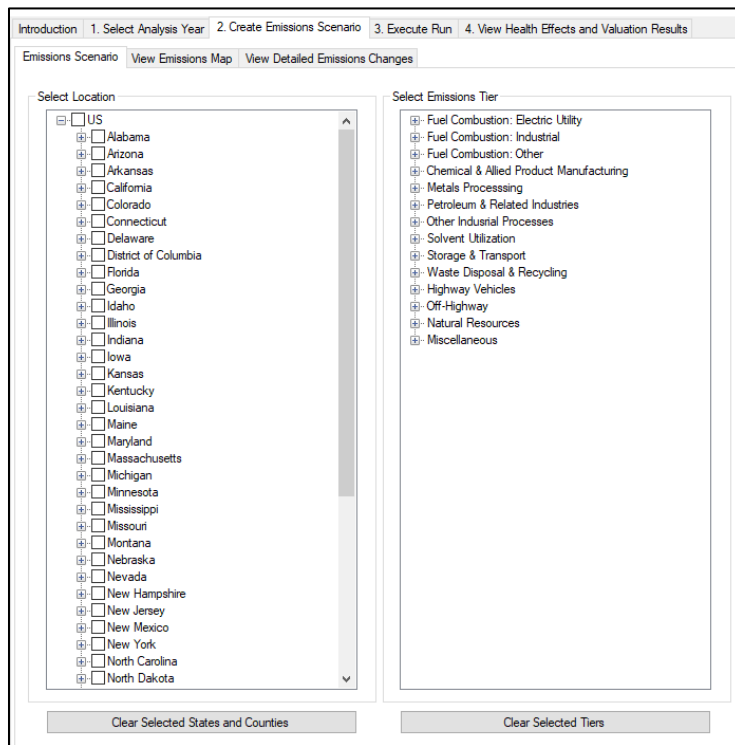 Introduction 1. Select Analysis Year 2. Create Emissions Scenario 3. Execute Run 4. View Health Effects and Valuation Results
Emissions Scenario View Emissions Map View Detailed Emissions Changes
Select Location
US
Alabama
Arizona
Arkansas
California
Colorado
Connecticut
Delaware
District of Columbia
Florida
Georgia
Idaho
Illinois
Indiana
Iowa
Kansas
Kentucky
Louisiana
Maine
Maryland
Massachusetts
Michigan
Minnesota
Mississippi
Missouri
Montana
Nebraska
Nevada
New Hampshire
New Jersey
New Mexico
New York
North Carolina
North Dakota
Clear Selected States and Counties
Select Emissions Tier
Fuel Combustion: Electric Utility
Fuel Combustion: Industrial
Fuel Combustion: Other
Chemical & Allied Product Manufacturing
Metals Processsing
Petroleum & Related Industries
Other Indusrial Processes
Solvent Utilization
Storage & Transport
Waste Disposal & Recycling
Highway Vehicles
Off-Highway
Natural Resources
Miscellaneous
Clear Selected Tiers